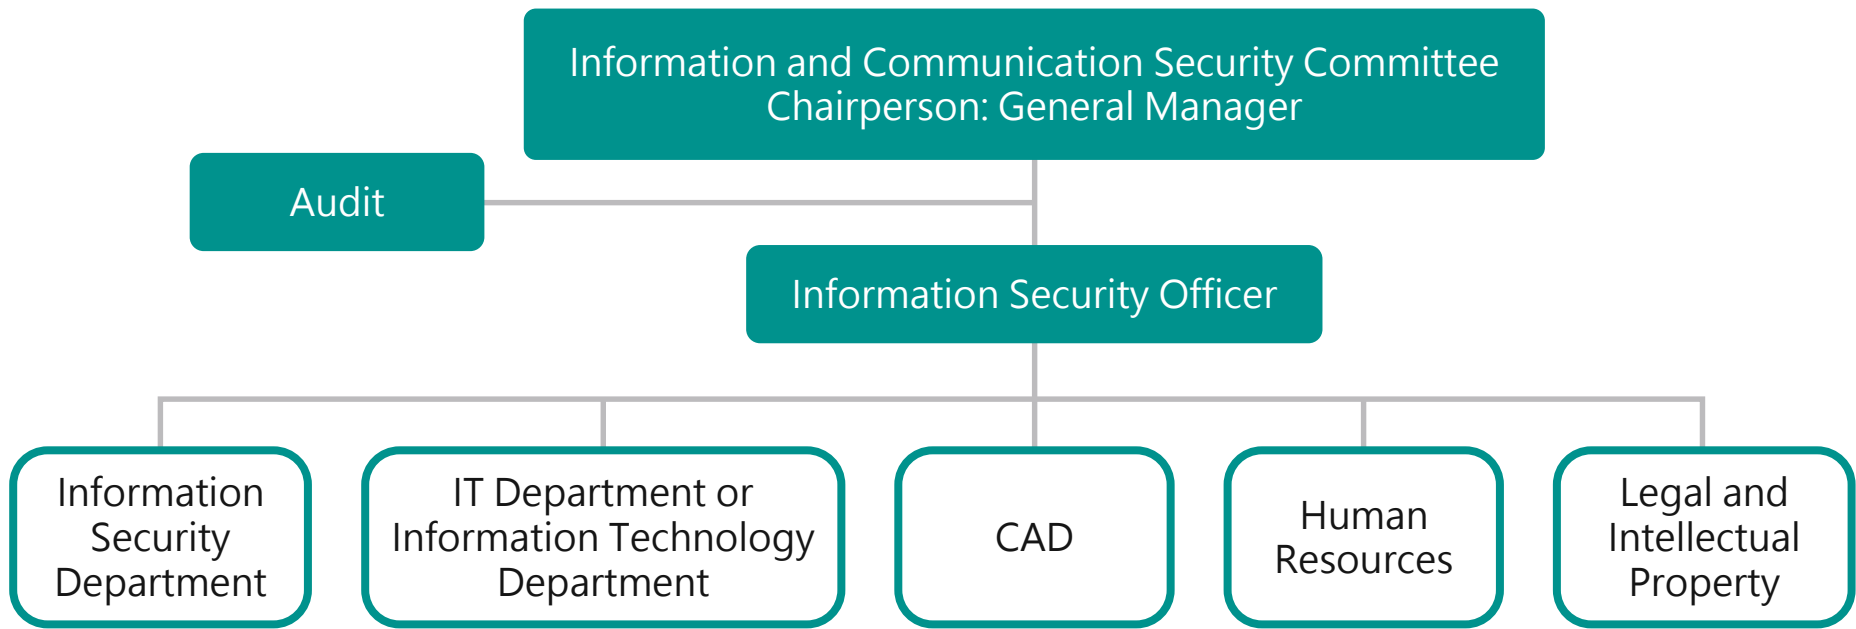 Information and Communication Security Committee
Chairperson: General Manager
Audit
Information Security Officer
Information
Security
Department
IT Department or
Information Technology
Department
CAD
Human
Resources
Legal and
Intellectual
Property